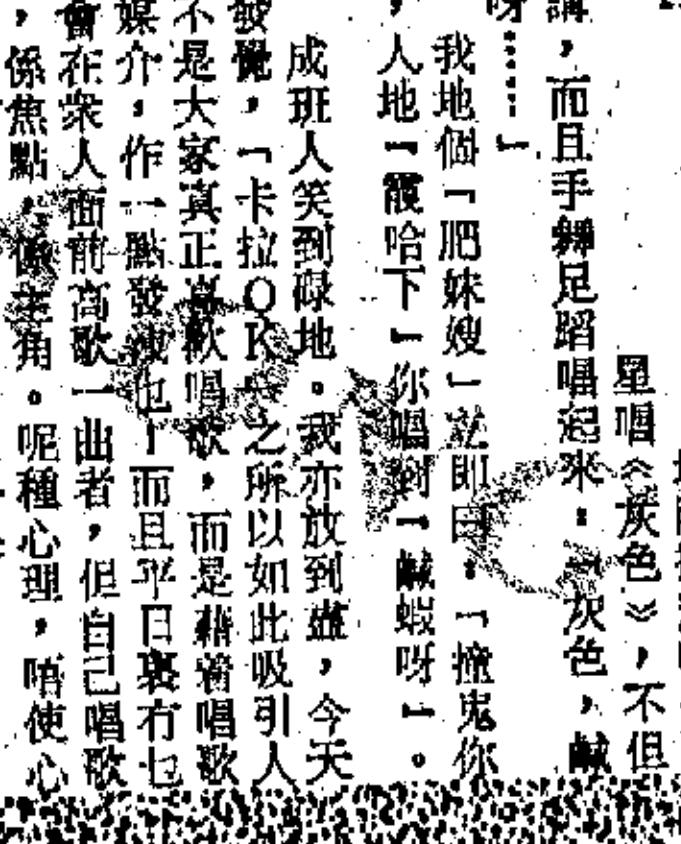 星唱《灰色》，不但
講，而且手舞足蹈唱起來：「灰色，鹹
呀……」
我地個「肥妹嫂」立即曰：「撞鬼你
，人地「霞哈下」你唱到「鹹蝦呀」。
成班人笑到碌地。我亦放到盡，今天
發覺，「卡拉OK」之所以如此吸引人
不是大家真正喜歡唱歌，而是藉着唱歌
媒介，作一點發洩也！而且平日裏冇乜
會在衆人面前高歌一曲者，但自己唱歌
，係焦點，係主角。呢種心理，唔使心